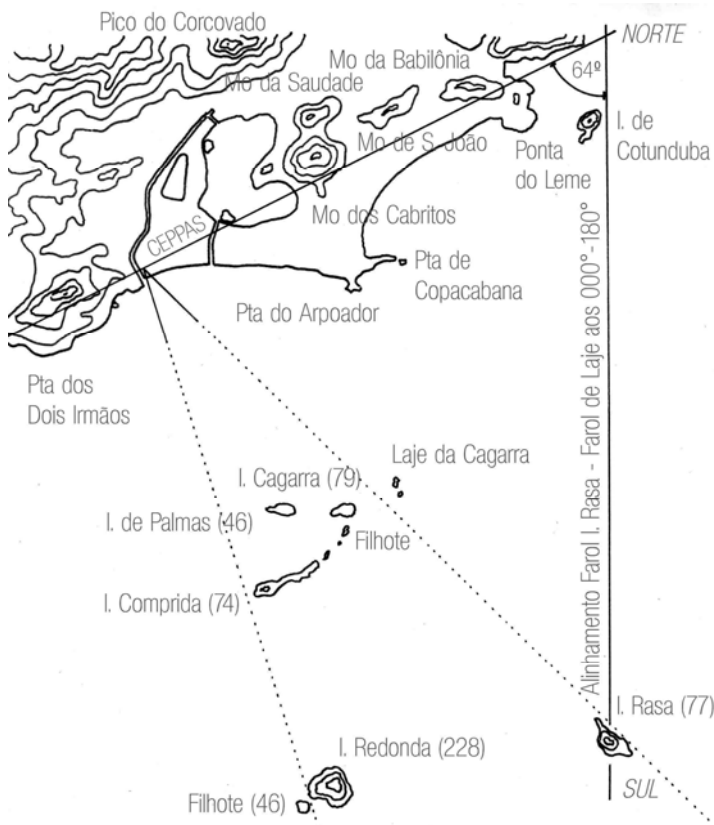 Pico do Corcovado
NORTE
Mo da Babilônia
64º
Mo da Saudade
I. de
Cotunduba
Mo de S. João
Ponta
do Leme
Mo dos Cabritos
CEPPAS
Pta de
Copacabana
Pta do Arpoador
Pta dos
Dois Irmãos
Alinhamento Farol I. Rasa - Farol de Laje aos 000°-180°
Laje da Cagarra
I. Cagarra (79)
I. de Palmas (46)
Filhote
I. Comprida (74)
I. Rasa (77)
I. Redonda (228)
Filhote (46)
SUL